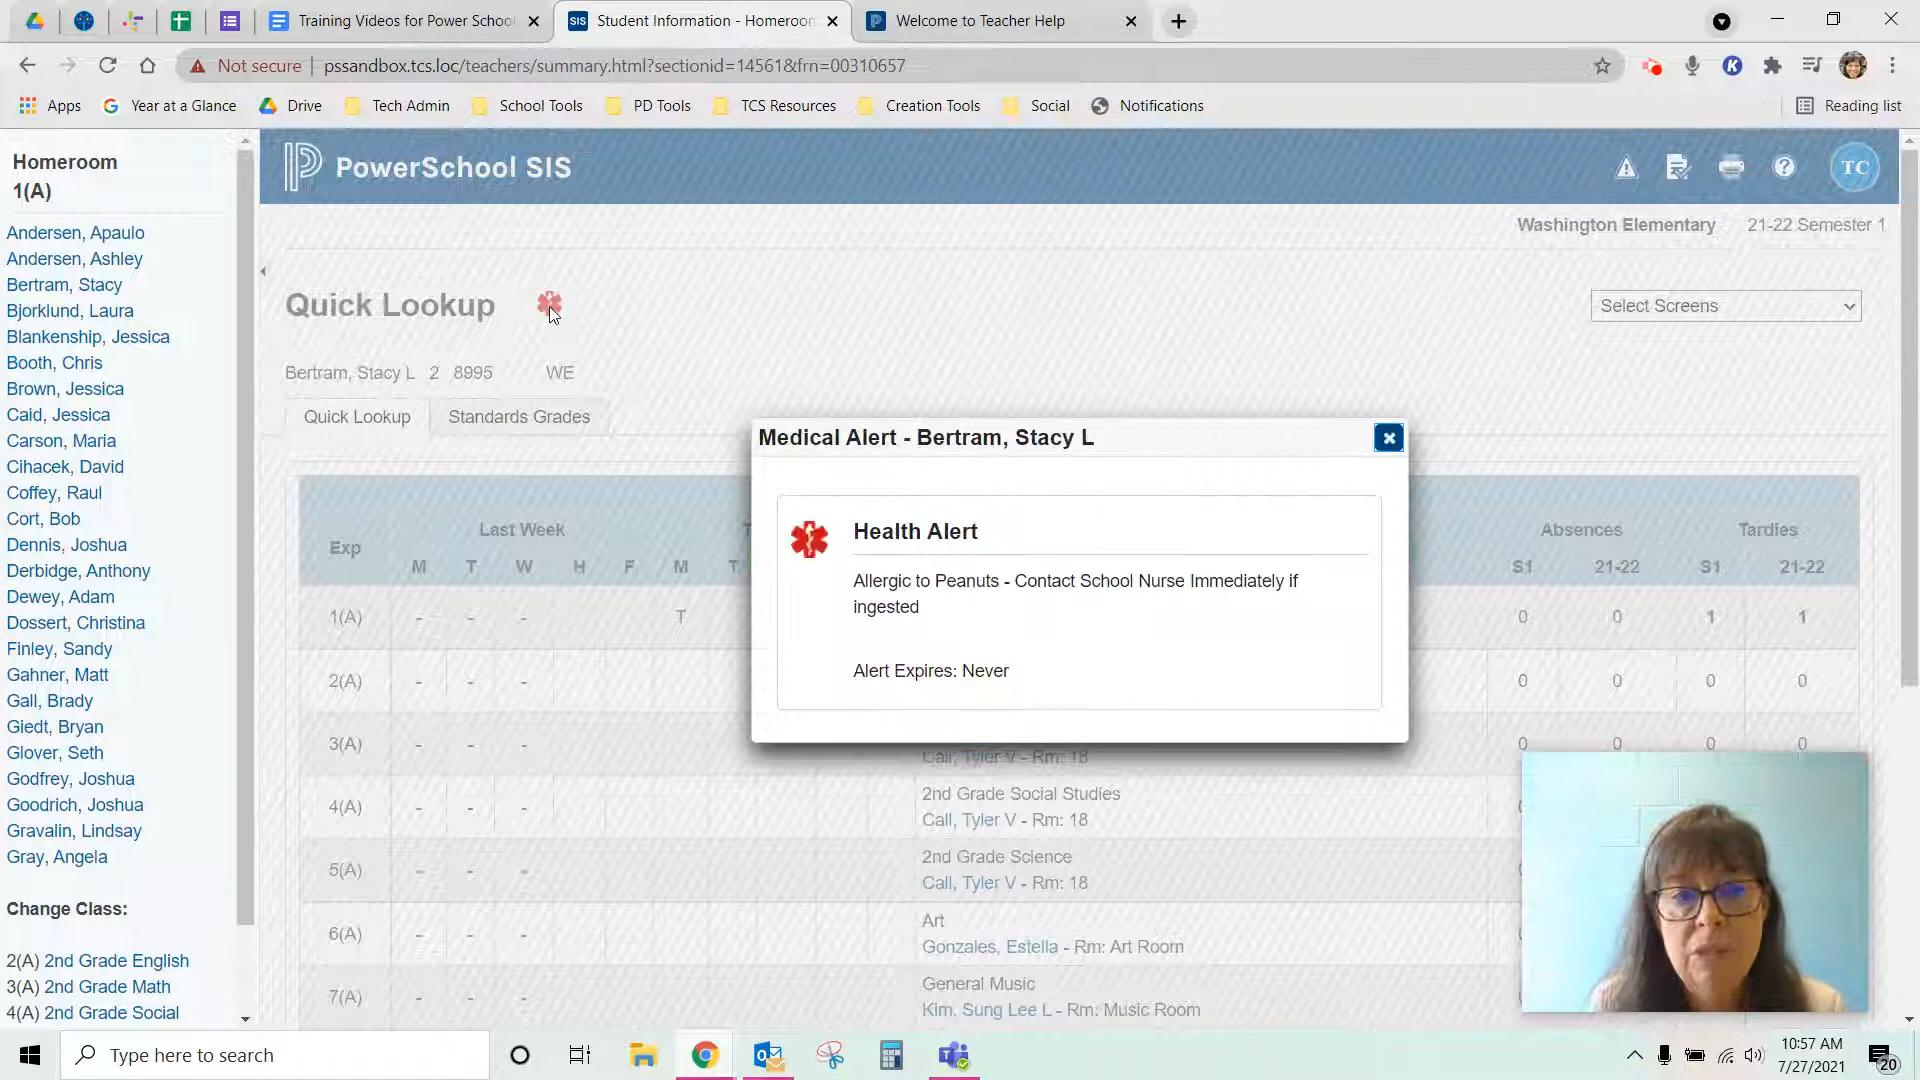 Training Videos for Power School
Student Information - Homeroom
Welcome to Teacher Help
Not secure
pssandbox.tcs.loc/teachers/summary.html?sectionid=14561&frn=00310657
Apps
Year at a Glance
Drive
Tech Admin
School Tools
PD Tools
TCS Resources
Creation Tools
Social
Notifications
Reading list
Homeroom
1(A)
Andersen, Apaulo
Andersen, Ashley
Bertram, Stacy
Bjorklund, Laura
Blankenship, Jessica
Booth, Chris
Brown, Jessica
Caid, Jessica
Carson, Maria
Cihacek, David
Coffey, Raul
Cort, Bob
Dennis, Joshua
Derbidge, Anthony
Dewey, Adam
Dossert, Christina
Finley, Sandy
Gahner, Matt
Gall, Brady
Giedt, Bryan
Glover, Seth
Godfrey, Joshua
Goodrich, Joshua
Gravalin, Lindsay
Gray, Angela
Change Class:
2(A) 2nd Grade English
3(A) 2nd Grade Math
4(A) 2nd Grade Social
PowerSchool SIS
TC
Washington Elementary 21-22 Semester 1
Quick Lookup
Select Screens
Bertram, Stacy L 2 8995 WE
Quick Lookup Standards Grades
Medical Alert - Bertram, Stacy L
Health Alert
Allergic to Peanuts - Contact School Nurse Immediately if
ingested
Alert Expires: Never
Exp Last Week Absences Tardies
M T W H F M T S1 21-22 S1 21-22
1(A) - - - T 0 0 1 1
2(A) - - - 0 0 0 0
3(A) - - - 0 0 0 0
Call, Tyler V - Rm: 18
4(A) - - - 2nd Grade Social Studies
Call, Tyler V - Rm: 18
5(A) - - - 2nd Grade Science
Call, Tyler V - Rm: 18
6(A) - - - Art
Gonzales, Estella - Rm: Art Room
7(A) - - - General Music
Kim, Sung Lee L - Rm: Music Room
Type here to search
10:57 AM
7/27/2021
20